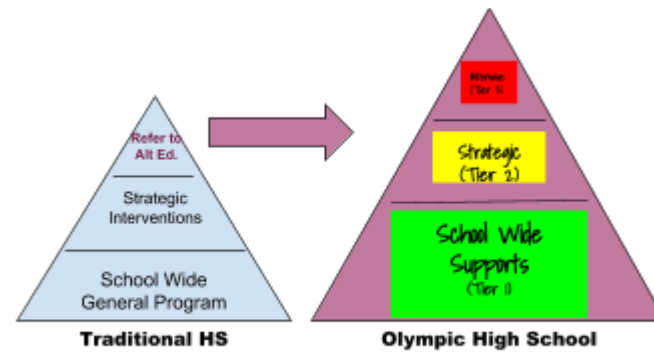 Refer to
Alt Ed.
Strategic
Interventions
School Wide
General Program
Traditional HS
(Tier 3)
Strategic
(Tier 2)
School Wide
Supports
(Tier 1)
Olympic High School